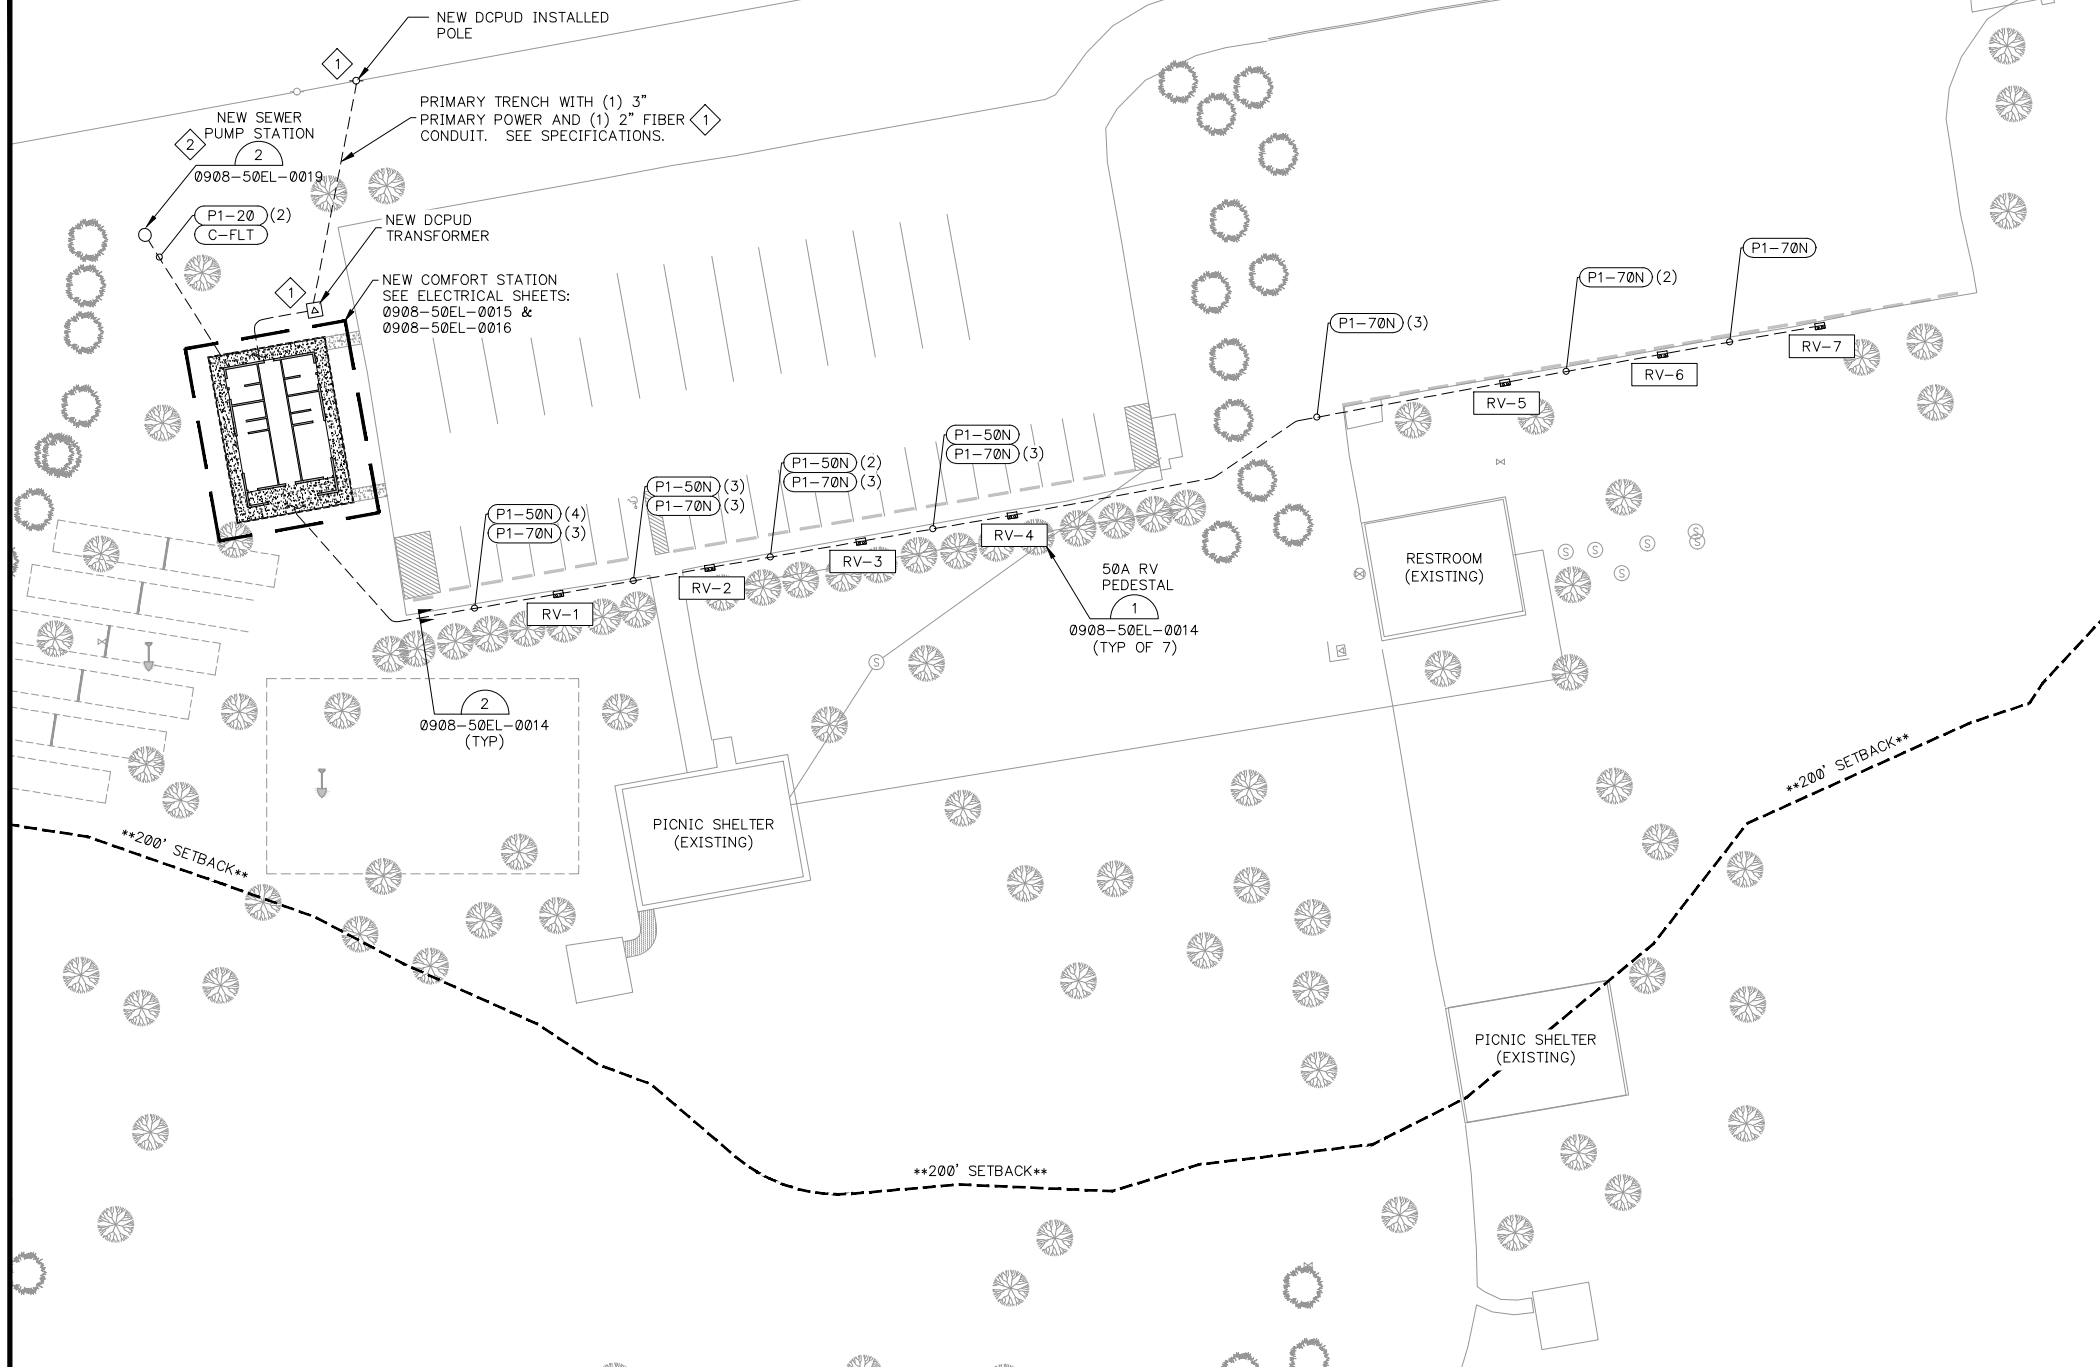 NEW DCPUD INSTALLED
POLE
1
PRIMARY TRENCH WITH (1) 3"
PRIMARY POWER AND (1) 2" FIBER
CONDUIT. SEE SPECIFICATIONS.
1
NEW SEWER
PUMP STATION
2
2
0908-50EL-0019
P1-20 (2)
C-FLT
NEW DCPUD
TRANSFORMER
1
NEW COMFORT STATION
SEE ELECTRICAL SHEETS:
0908-50EL-0015 &
0908-50EL-0016
P1-70N
P1-70N (2)
P1-70N (3)
RV-7
RV-6
RV-5
P1-50N
P1-70N (3)
P1-50N (2)
P1-70N (3)
P1-50N (3)
P1-70N (3)
P1-50N (4)
P1-70N (3)
RV-4
RV-3
RV-2
RV-1
50A RV
PEDESTAL
1
0908-50EL-0014
(TYP OF 7)
RESTROOM
(EXISTING)
S
S
S
S
S
S
S
2
0908-50EL-0014
(TYP)
PICNIC SHELTER
(EXISTING)
**200' SETBACK**
**200' SETBACK**
PICNIC SHELTER
(EXISTING)
**200' SETBACK**